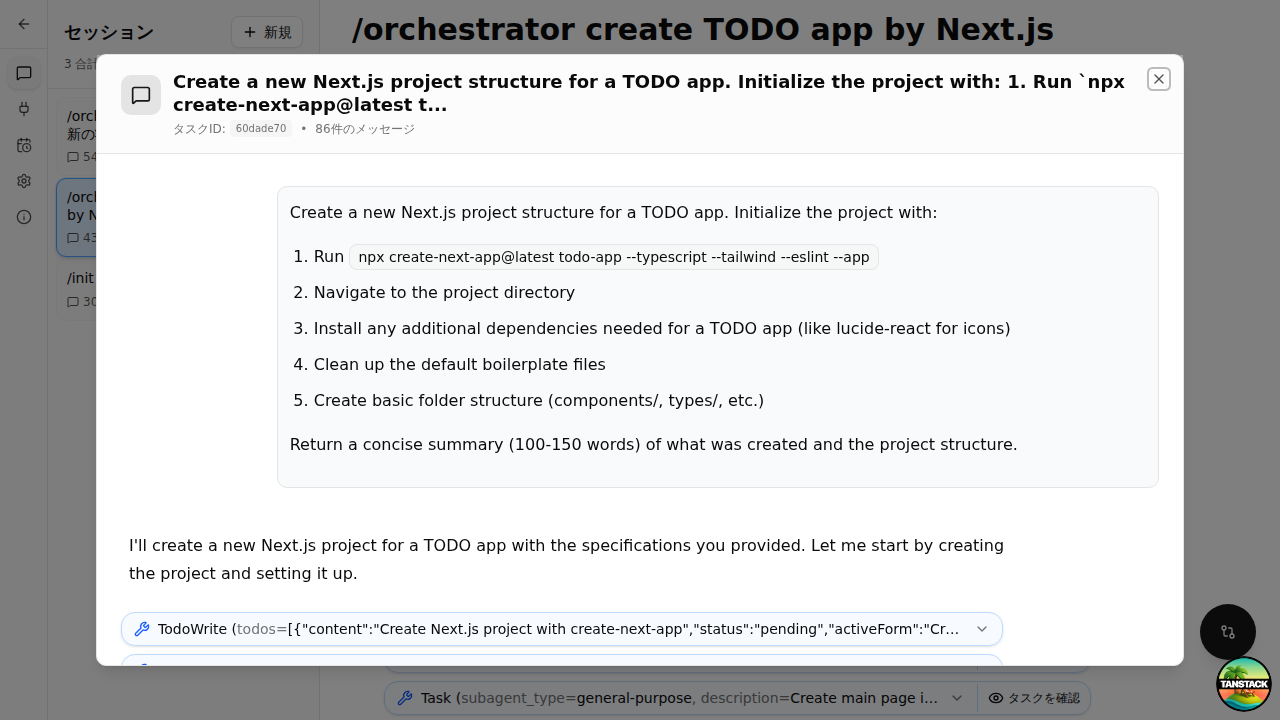 セッション
新規
/orchestrator create TODO app by Next.js
3 合計
Create a new Next.js project structure for a TODO app. Initialize the project with: 1. Run `npx
create-next-app@latest t...
タスクID: 60dade70 • 86件のメッセージ
/orch
新の
54
/orch
by N
43
/init
30
Create a new Next.js project structure for a TODO app. Initialize the project with:
1. Run npx create-next-app@latest todo-app --typescript --tailwind --eslint --app
2. Navigate to the project directory
3. Install any additional dependencies needed for a TODO app (like lucide-react for icons)
4. Clean up the default boilerplate files
5. Create basic folder structure (components/, types/, etc.)
Return a concise summary (100-150 words) of what was created and the project structure.
I'll create a new Next.js project for a TODO app with the specifications you provided. Let me start by creating
the project and setting it up.
TodoWrite (todos=[{"content":"Create Next.js project with create-next-app","status":"pending","activeForm":"Cr...
Task (subagent_type=general-purpose, description=Create main page i... タスクを確認
TANSTACK